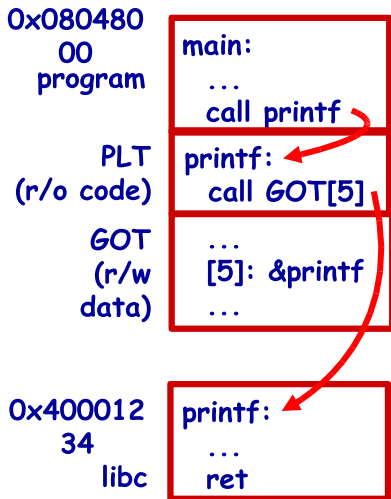 0x080480
00
program
main:
...
call printf
PLT
(r/o code)
printf:
call GOT[5]
GOT
(r/w
data)
...
[5]: &printf
...
0x400012
34
libc
printf:
...
ret